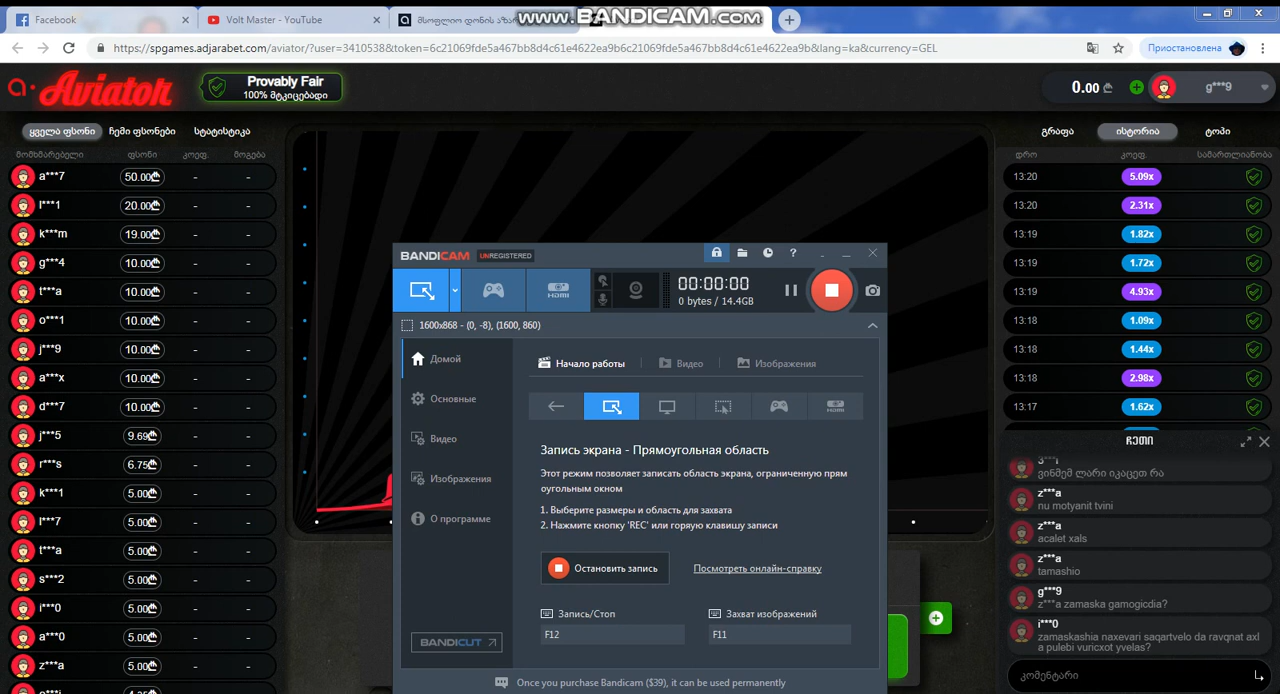 Facebook
Volt Master - YouTube
მსოფლიო დონის აზარ
www.BANDICAM.com
https://spgames.adjarabet.com/aviator/?user=3410538&token=6c21069fde5a467bb8d4c61e4622ea9b6c21069fde5a467bb8d4c61e4622ea9b&lang=ka&currency=GEL
Приостановлена
a· Aviator
Provably Fair
100% მტკიცებადი
0.00 ₾
g***9
ყველა ფსონი ჩემი ფსონები სტატისტიკა
მომხმარებელი ფსონი კოეფ. მოგება
a***7 50.00₾ - -
l***1 20.00₾ - -
k***m 19.00₾ - -
g***4 10.00₾ - -
t***a 10.00₾ - -
o***1 10.00₾ - -
j***9 10.00₾ - -
a***x 10.00₾ - -
d***7 10.00₾ - -
j***5 9.69₾ - -
r***s 6.75₾ - -
k***1 5.00₾ - -
l***7 5.00₾ - -
t***a 5.00₾ - -
s***2 5.00₾ - -
i***0 5.00₾ - -
a***0 5.00₾ - -
z***a 5.00₾ - -
BANDICAM UNREGISTERED
?
HDMI
00:00:00
0 bytes / 14.4GB
1600x868 - (0, -8), (1600, 860)
Домой
Основные
Видео
Изображения
О программе
BANDICUT
Начало работы
Видео
Изображения
HDMI
Запись экрана - Прямоугольная область
Этот режим позволяет записать область экрана, ограниченную прям
оугольным окном
1. Выберите размеры и область для захвата
2. Нажмите кнопку 'REC' или горяую клавишу записи
Остановить запись
Посмотреть онлайн-справку
Запись/Стоп
F12
Захват изображений
F11
Once you purchase Bandicam ($39), it can be used permanently
გრაფა ისტორია ტოპი
დრო კოეფ. სამართლიანობა
13:20 5.09x
13:20 2.31x
13:19 1.82x
13:19 1.72x
13:19 4.93x
13:18 1.09x
13:18 1.44x
13:18 2.98x
13:17 1.62x
ჩეთი
ვინმემ ლარი იკაცეთ რა
z***a
nu motyanit tvini
z***a
acalet xals
z***a
tamashio
g***9
z***a zamaska gamogicdia?
i***0
zamaskashia naxevari saqartvelo da ravqnat axl
a pulebi vuricxot yvelas?
კომენტარი